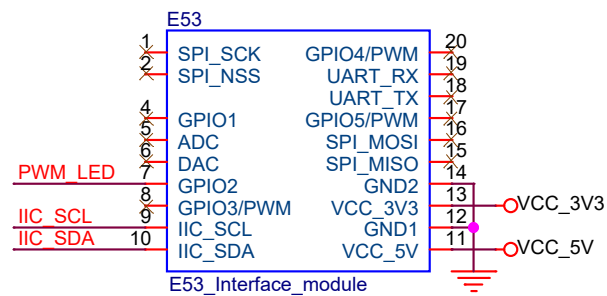 E53
1 SPI_SCK GPIO4/PWM 20
2 SPI_NSS UART_RX 19
UART_TX 18
4 GPIO1 GPIO5/PWM 17
5 ADC SPI_MOSI 16
6 DAC SPI_MISO 15
PWM_LED 7 GPIO2 GND2 14
8 GPIO3/PWM VCC_3V3 13 VCC_3V3
IIC_SCL 9 IIC_SCL GND1 12
IIC_SDA 10 IIC_SDA VCC_5V 11 VCC_5V
E53_Interface_module